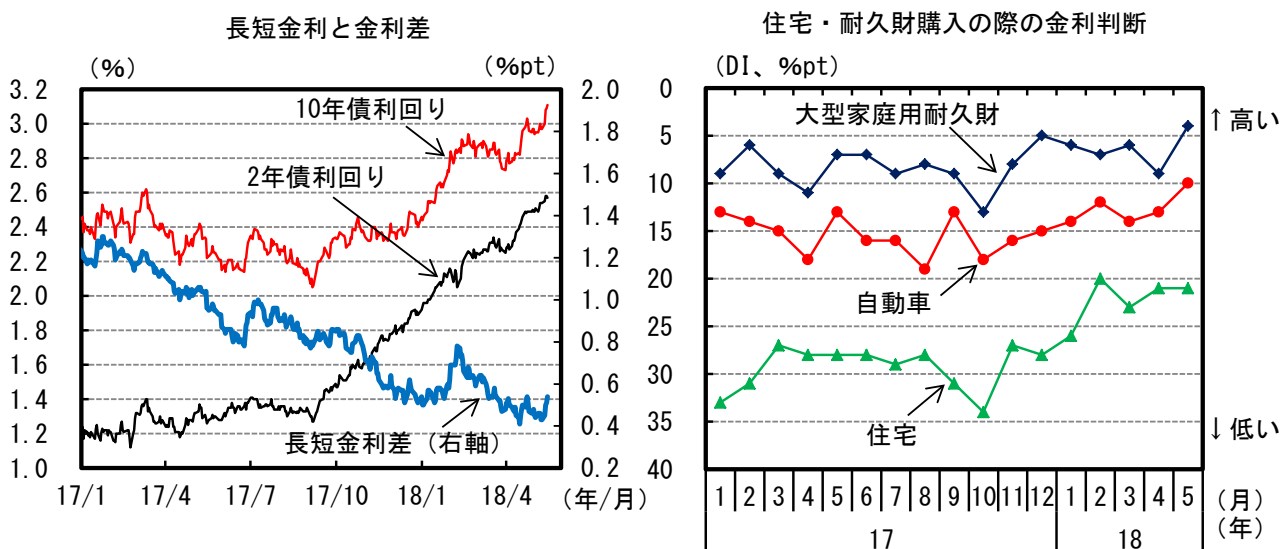 長短金利と金利差
(%)
(%pt)
3.2
3.0
2.8
2.6
2.4
2.2
2.0
1.8
1.6
1.4
1.2
1.0
2.0
1.8
1.6
1.4
1.2
1.0
0.8
0.6
0.4
0.2
10年債利回り
2年債利回り
長短金利差（右軸）
17/1 17/4 17/7 17/10 18/1 18/4
(年/月)
住宅・耐久財購入の際の金利判断
(DI、%pt)
0
5
10
15
20
25
30
35
40
大型家庭用耐久財
自動車
住宅
↑高い
↓低い
1 2 3 4 5 6 7 8 9 10 11 12 1 2 3 4 5 (月)
17 18 (年)